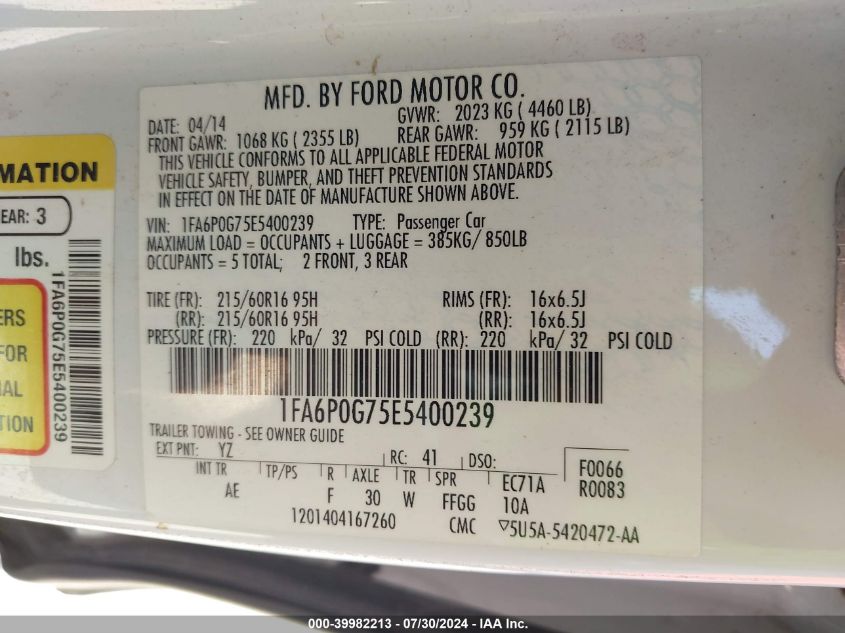 MFD. BY FORD MOTOR CO.
DATE: 04/14
GVWR: 2023 KG ( 4460 LB)
FRONT GAWR: 1068 KG ( 2355 LB)
REAR GAWR: 959 KG ( 2115 LB)
THIS VEHICLE CONFORMS TO ALL APPLICABLE FEDERAL MOTOR
VEHICLE SAFETY, BUMPER, AND THEFT PREVENTION STANDARDS
IN EFFECT ON THE DATE OF MANUFACTURE SHOWN ABOVE.
VIN: 1FA6P0G75E5400239 TYPE: Passenger Car
MAXIMUM LOAD = OCCUPANTS + LUGGAGE = 385KG/ 850LB
OCCUPANTS = 5 TOTAL; 2 FRONT, 3 REAR
TIRE (FR): 215/60R16 95H RIMS (FR): 16x6.5J
(RR): 215/60R16 95H (RR): 16x6.5J
PRESSURE (FR): 220 kPa/ 32 PSI COLD (RR): 220 kPa/ 32 PSI COLD
1FA6P0G75E5400239
TRAILER TOWING - SEE OWNER GUIDE
EXT PNT: YZ RC: 41 DSO: F0066
INT TR TP/PS R AXLE TR SPR EC71A R0083
AE F 30 W FFGG 10A
1201404167260 CMC ▽5U5A-5420472-AA
MATION
EAR: 3
lbs.
1FA6P0G75E5400239
ERS
FOR
AL
TION
000-39982213 - 07/30/2024 - IAA Inc.